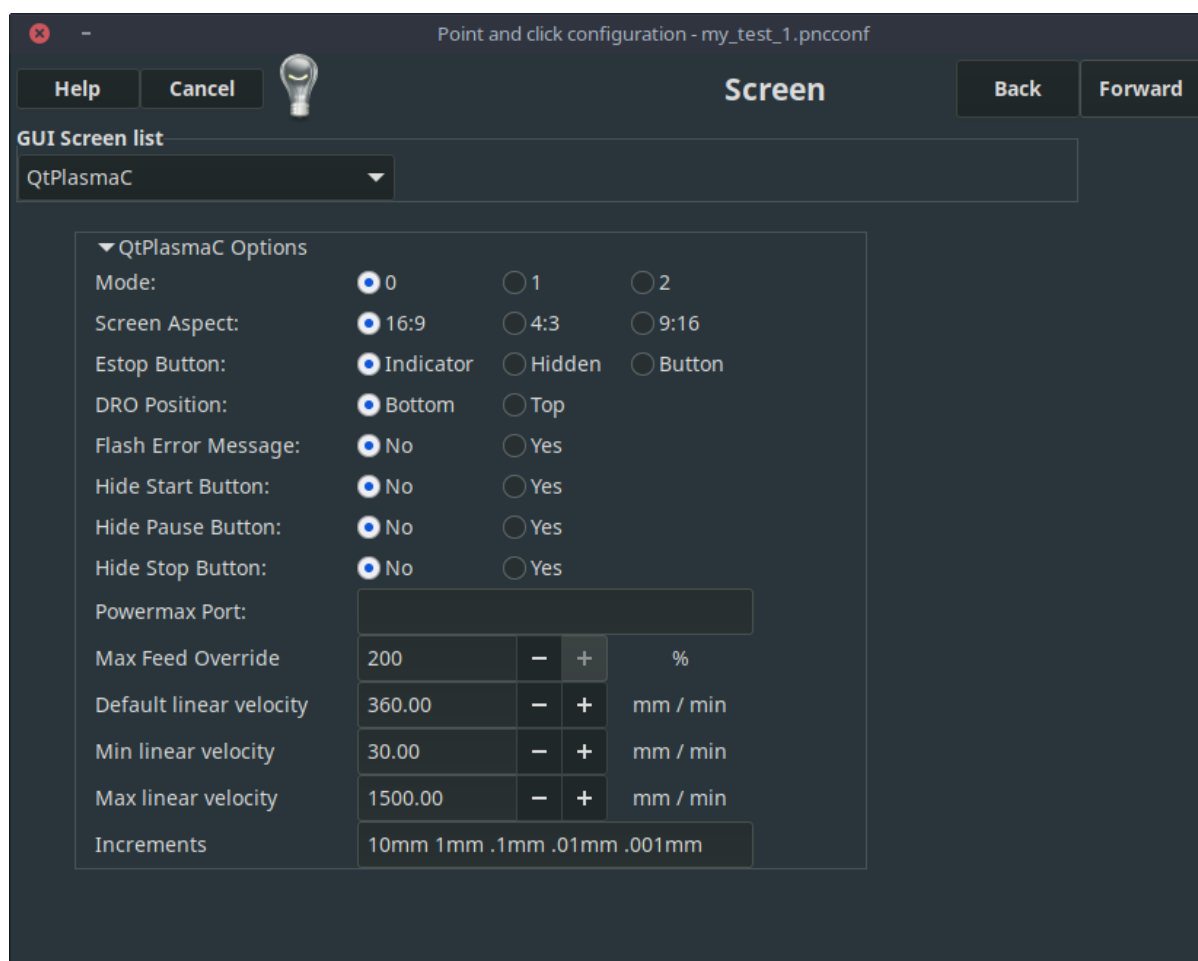 Point and click configuration - my_test_1.pncconf
Help Cancel Screen Back Forward
GUI Screen list
QtPlasmaC
QtPlasmaC Options
Mode: 0 1 2
Screen Aspect: 16:9 4:3 9:16
Estop Button: Indicator Hidden Button
DRO Position: Bottom Top
Flash Error Message: No Yes
Hide Start Button: No Yes
Hide Pause Button: No Yes
Hide Stop Button: No Yes
Powermax Port:
Max Feed Override 200 − + %
Default linear velocity 360.00 − + mm / min
Min linear velocity 30.00 − + mm / min
Max linear velocity 1500.00 − + mm / min
Increments 10mm 1mm .1mm .01mm .001mm